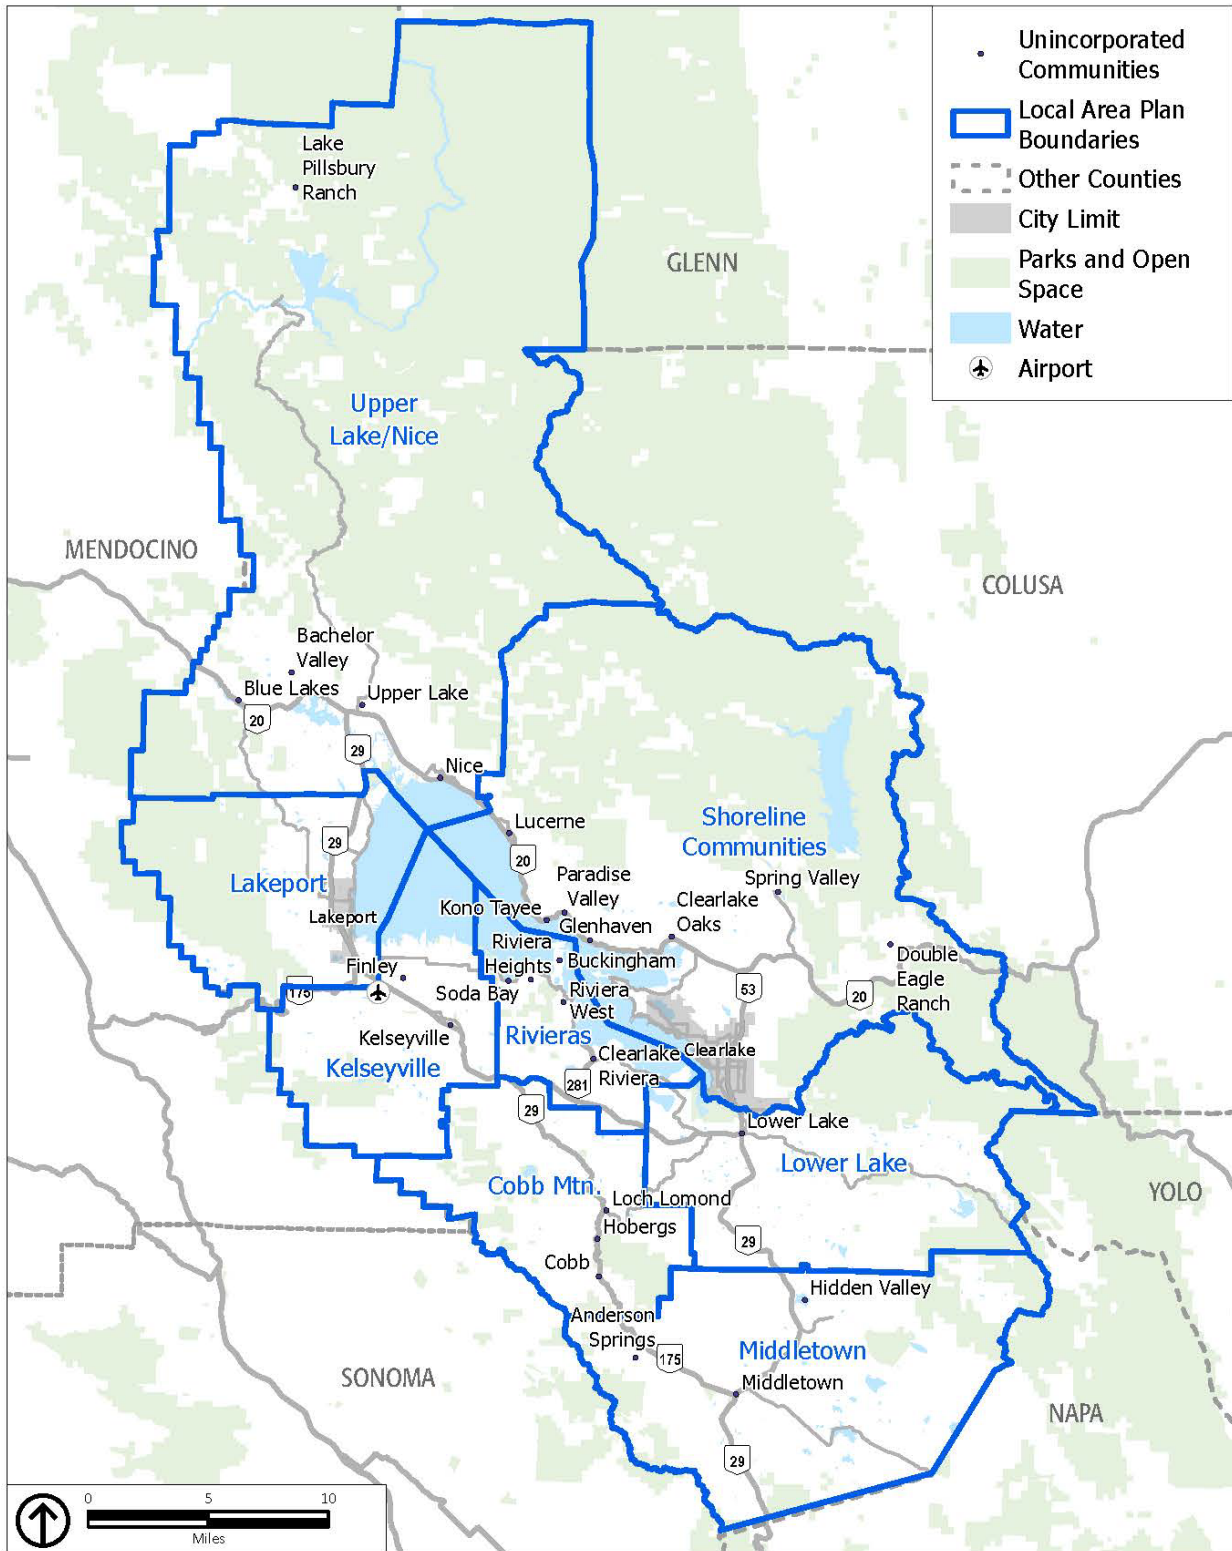 Unincorporated
Communities
Local Area Plan
Boundaries
Other Counties
City Limit
Parks and Open
Space
Water
Airport
Lake
Pillsbury
Ranch
GLENN
Upper
Lake/Nice
MENDOCINO
COLUSA
Bachelor
Valley
Blue Lakes
Upper Lake
20
29
Nice
Shoreline
Communities
Lucerne
29
20
Lakeport
Paradise
Valley
Spring Valley
Clearlake
Oaks
Lakeport
Kono Tayee
Glenhaven
Riviera
Heights
Buckingham
Double
Eagle
Ranch
Finley
175
Soda Bay
Riviera
West
53
20
Kelseyville
Rivieras
Kelseyville
Clearlake
Riviera
Clearlake
281
29
Lower Lake
Lower Lake
Cobb Mtn.
Loch Lomond
Hobergs
YOLO
29
Cobb
Hidden Valley
Anderson
Springs
175
Middletown
Middletown
SONOMA
NAPA
29
0 5 10
Miles